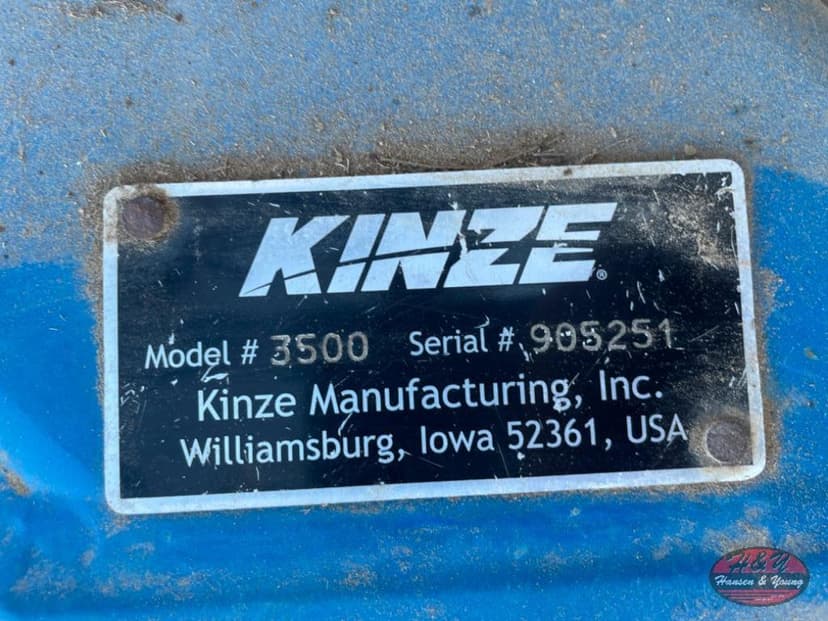 KINZE®
Model # 3500 Serial # 905251
Kinze Manufacturing, Inc.
Williamsburg, Iowa 52361, USA
H&Y
Hansen & Young